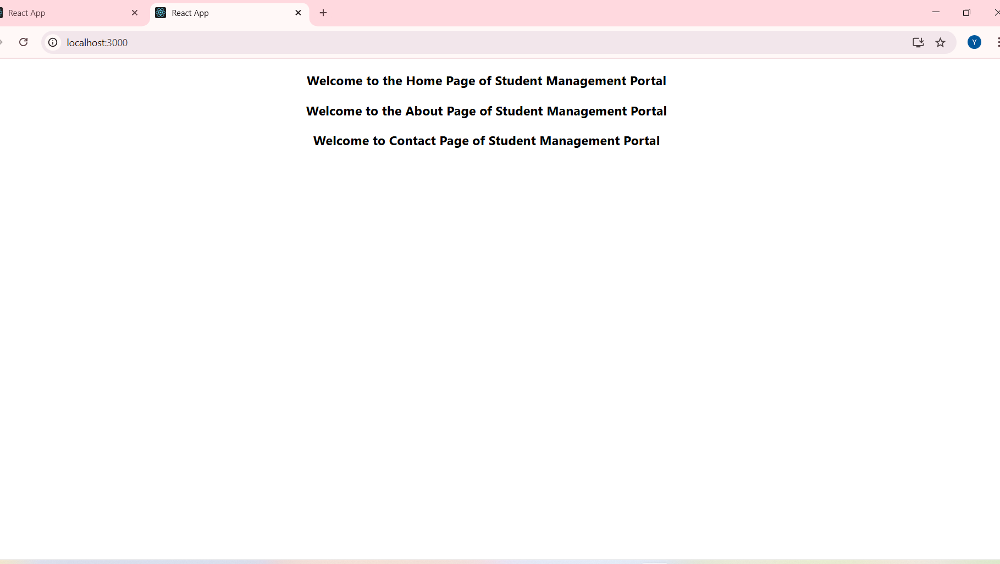 React App
React App
localhost:3000
Y
Welcome to the Home Page of Student Management Portal
Welcome to the About Page of Student Management Portal
Welcome to Contact Page of Student Management Portal